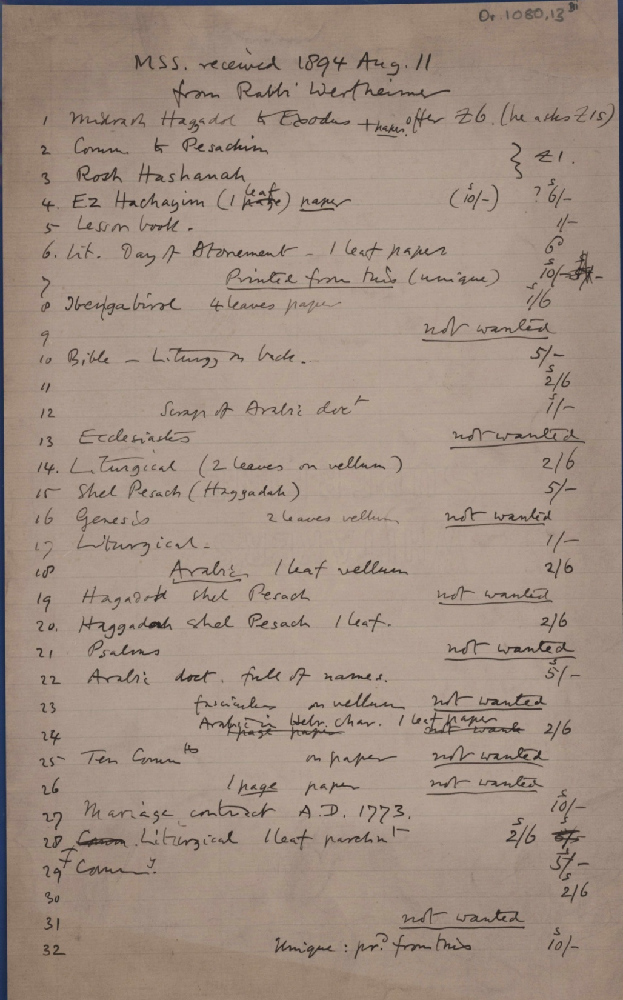 Or.1080.13
MSS. received 1894 Aug. 11
from Rabbi Wertheimer
1 Midrash Haggadol to Exodus + paper. offer £6. (he asks £15)
2 Comm to Pesachim
} £1.
3 Rosh Hashanah
4. Ez Hachayim (1 page leaf) paper (10/-) ? 6/-
5 Lesson book. 1/-
6. Lit. Day of Atonement - 1 leaf paper 6d
7 Printed from this (unique) 10/-
8 Ibengabirol 4 leaves paper 1/6
9 not wanted
10 Bible - Liturgy on back. 5/-
11 2/6
12 Scrap of Arabic doct 1/-
13 Ecclesiastes not wanted
14. Liturgical (2 leaves on vellum) 2/6
15 Shel Pesach (Haggadah) 5/-
16 Genesis 2 leaves vellum not wanted
17 Liturgical - 1/-
18 Arabic 1 leaf vellum 2/6
19 Hagadah shel Pesach not wanted
20. Haggadah shel Pesach 1 leaf. 2/6
21 Psalms not wanted
22 Arabic doct. full of names. 5/-
23 fasciculus on vellum not wanted
Arabic in Hebr. char. 1 leaf paper
24 1 page paper not want 2/6
25 Ten Commts on paper not wanted
26 1 page paper not wanted
27 Mariage contract A.D. 1773. 10/-
28 Comm. Liturgical 1 leaf parchmt 2/6
29 Commy. 5/-
30 2/6
31 not wanted
32 Unique : prd. from this 10/-